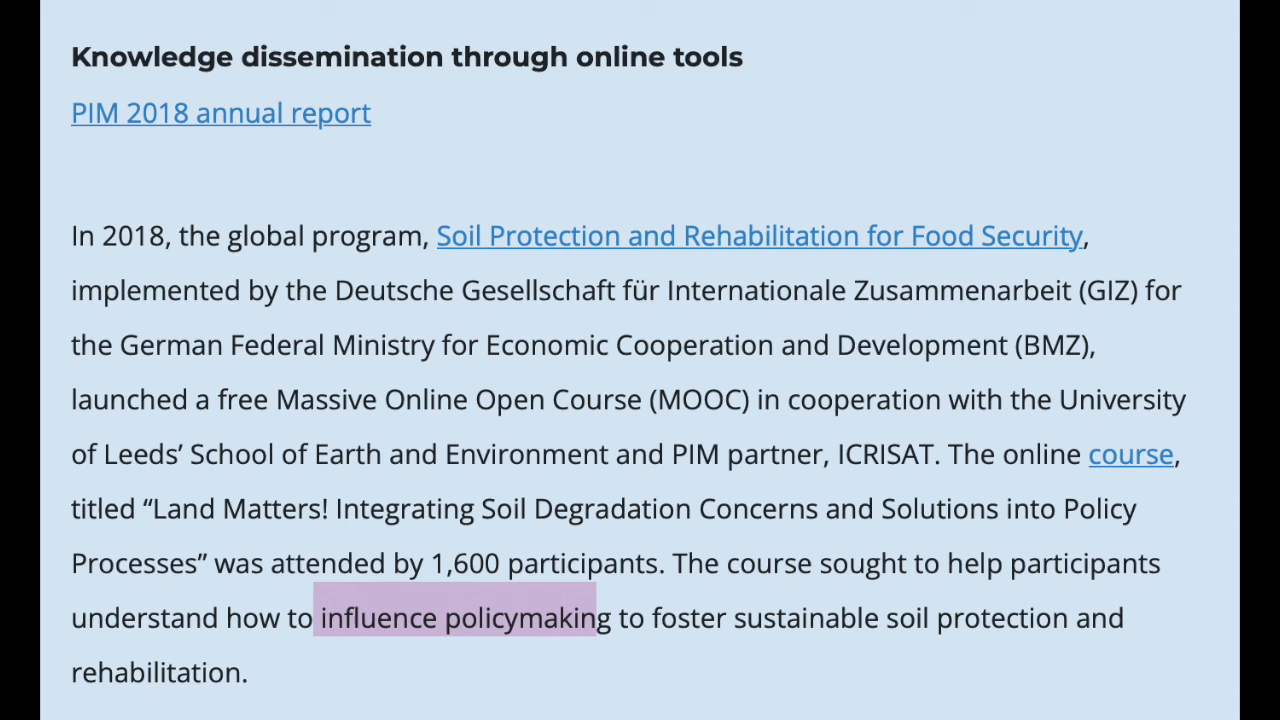 Knowledge dissemination through online tools
PIM 2018 annual report
In 2018, the global program, Soil Protection and Rehabilitation for Food Security,
implemented by the Deutsche Gesellschaft für Internationale Zusammenarbeit (GIZ) for
the German Federal Ministry for Economic Cooperation and Development (BMZ),
launched a free Massive Online Open Course (MOOC) in cooperation with the University
of Leeds’ School of Earth and Environment and PIM partner, ICRISAT. The online course,
titled “Land Matters! Integrating Soil Degradation Concerns and Solutions into Policy
Processes” was attended by 1,600 participants. The course sought to help participants
understand how to influence policymaking to foster sustainable soil protection and
rehabilitation.